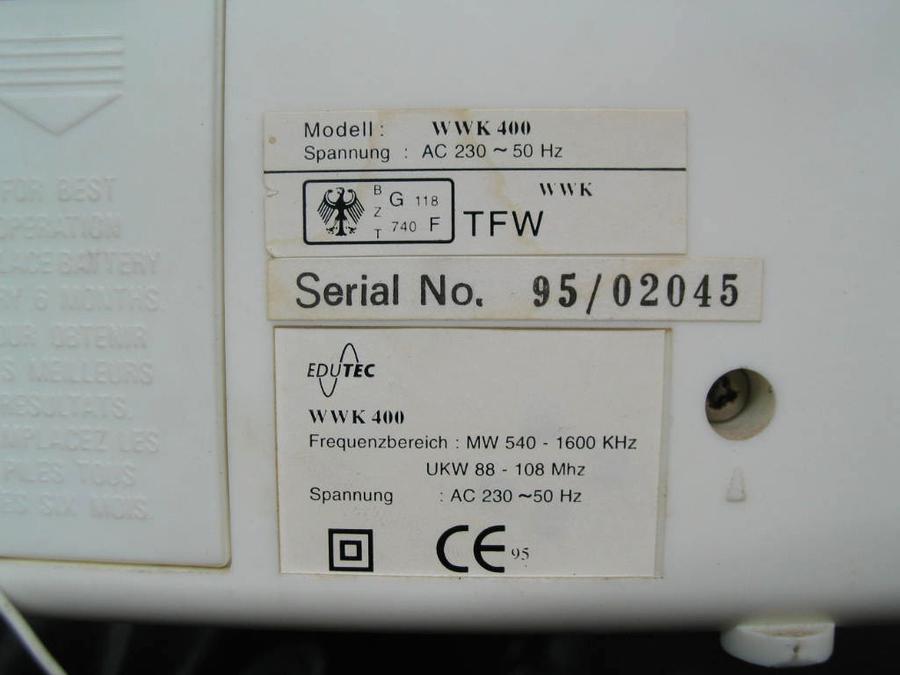 FOR BEST
OPERATION
REPLACE BATTERY
EVERY 6 MONTHS.
POUR OBTENIR
LES MEILLEURS
RESULTATS,
REMPLACEZ LES
PILES TOUS
LES SIX MOIS.
Modell : WWK 400
Spannung : AC 230 ~ 50 Hz
BZT G 118
740 F
TFW
WWK
Serial No. 95/02045
EDUTEC
WWK 400
Frequenzbereich : MW 540 - 1600 KHz
UKW 88 - 108 Mhz
Spannung : AC 230 ~ 50 Hz
CE 95